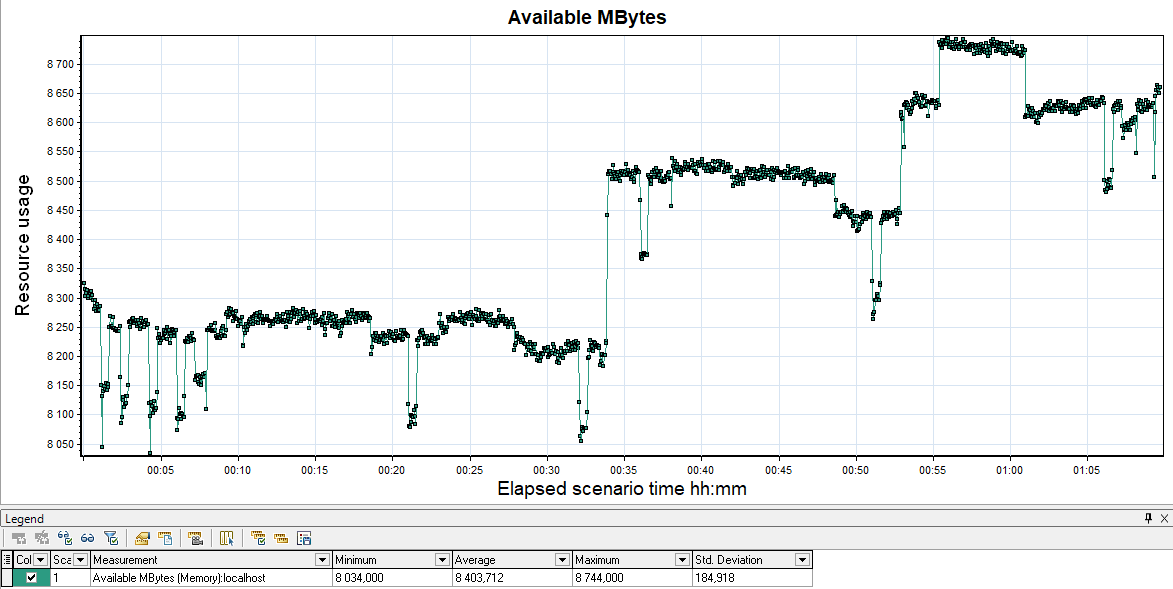 Available MBytes
Resource usage
8 700
8 650
8 600
8 550
8 500
8 450
8 400
8 350
8 300
8 250
8 200
8 150
8 100
8 050
00:05 00:10 00:15 00:20 00:25 00:30 00:35 00:40 00:45 00:50 00:55 01:00 01:05
Elapsed scenario time hh:mm
Legend
Col Sca Measurement Minimum Average Maximum Std. Deviation
1 Available MBytes (Memory):localhost 8 034,000 8 403,712 8 744,000 184,918